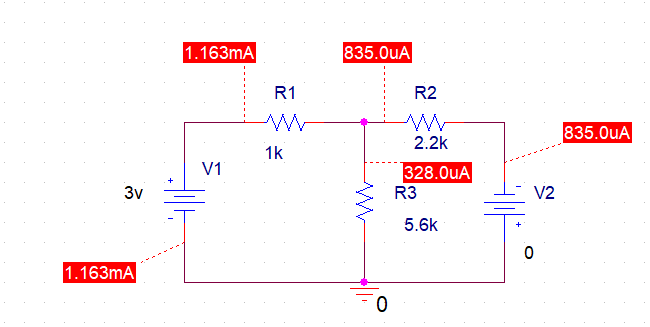 1.163mA
835.0uA
R1
R2
1k
2.2k
835.0uA
328.0uA
+
V1
3v
-
R3
5.6k
-
V2
+
0
1.163mA
0